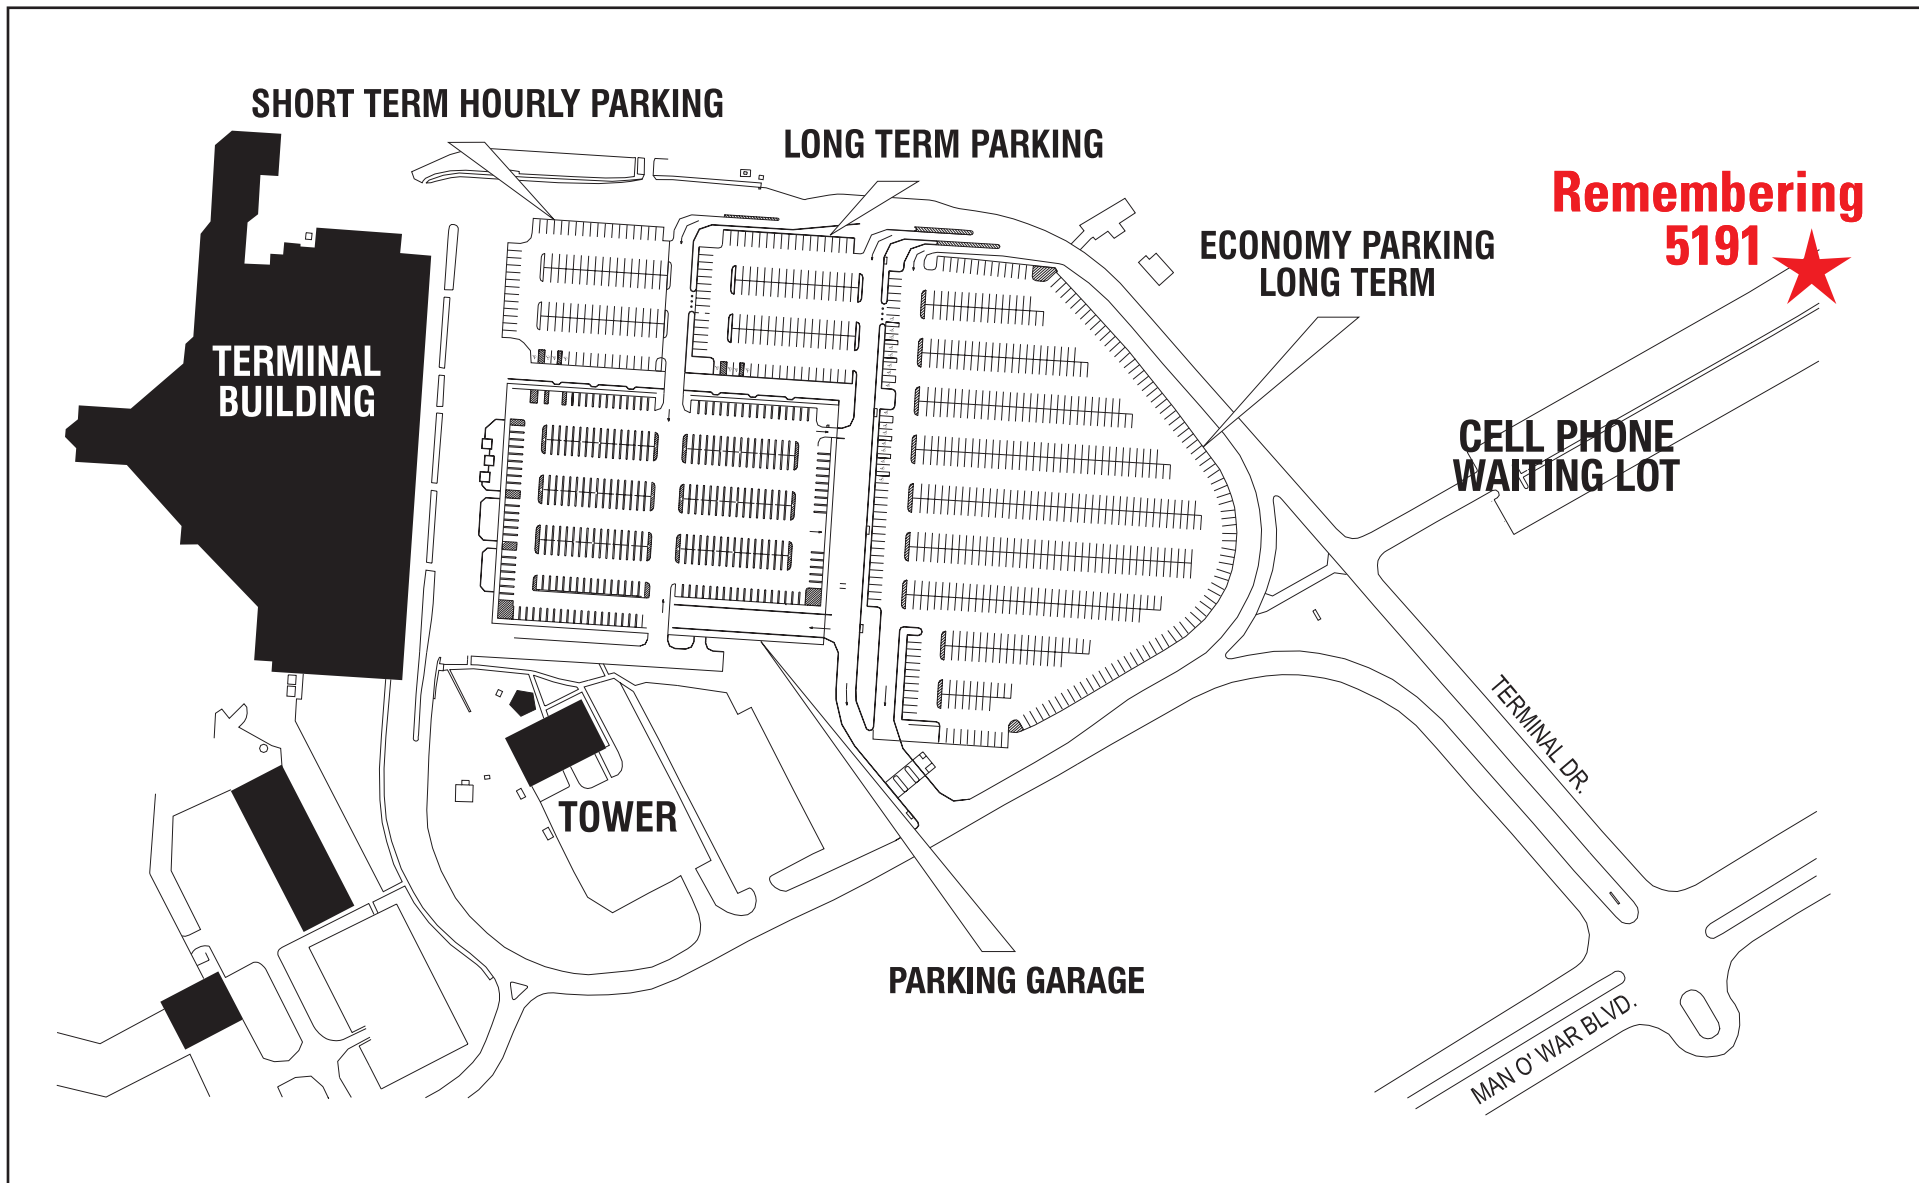 SHORT TERM HOURLY PARKING
LONG TERM PARKING
Remembering
5191
ECONOMY PARKING
LONG TERM
TERMINAL
BUILDING
CELL PHONE
WAITING LOT
TERMINAL DR.
TOWER
PARKING GARAGE
MAN O' WAR BLVD.